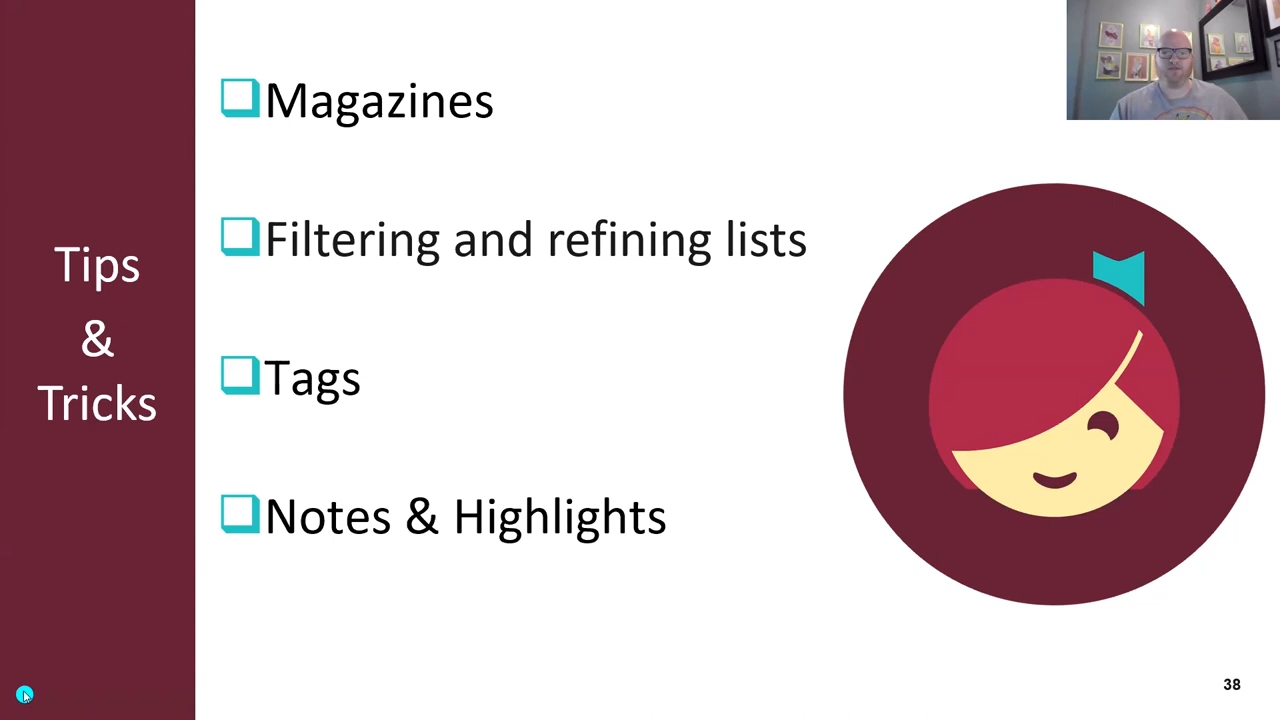 Tips
&
Tricks
Magazines
Filtering and refining lists
Tags
Notes & Highlights
38